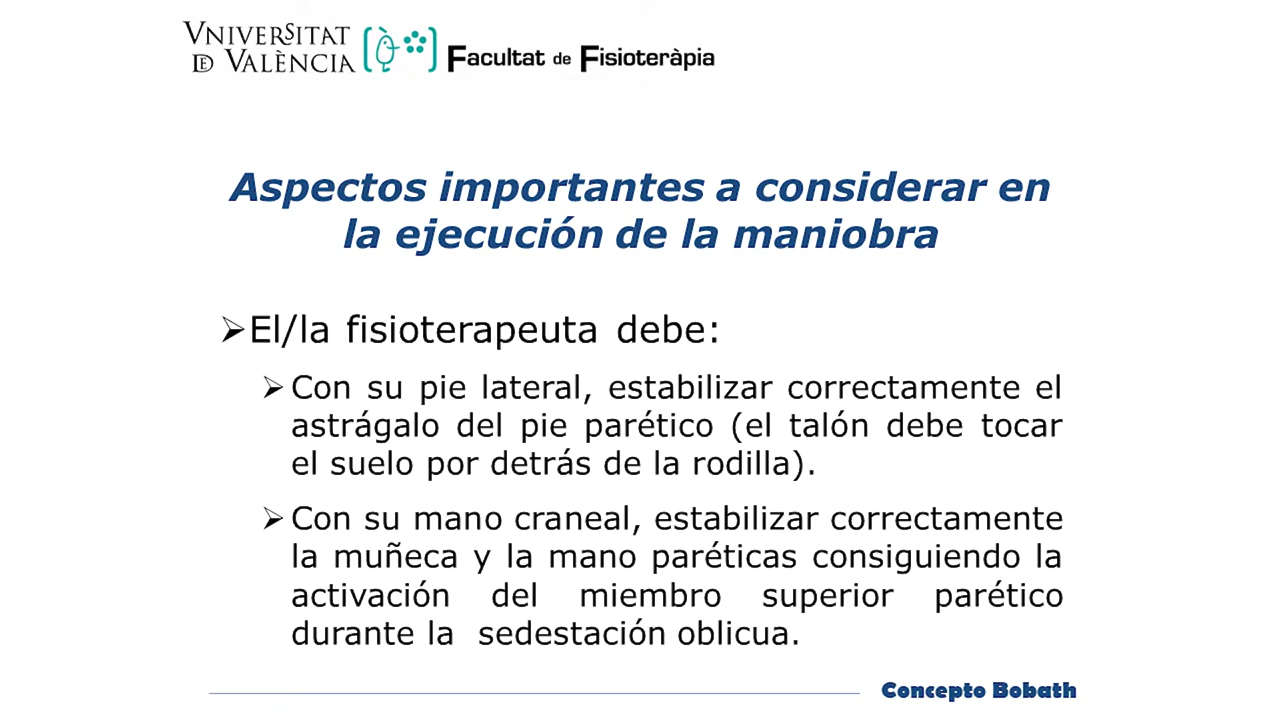 VNIVERSITAT
DE VALÈNCIA
Facultat de Fisioteràpia
Aspectos importantes a considerar en
la ejecución de la maniobra
➢El/la fisioterapeuta debe:
➢Con su pie lateral, estabilizar correctamente el
astrágalo del pie parético (el talón debe tocar
el suelo por detrás de la rodilla).
➢Con su mano craneal, estabilizar correctamente
la muñeca y la mano paréticas consiguiendo la
activación del miembro superior parético
durante la sedestación oblicua.
Concepto Bobath